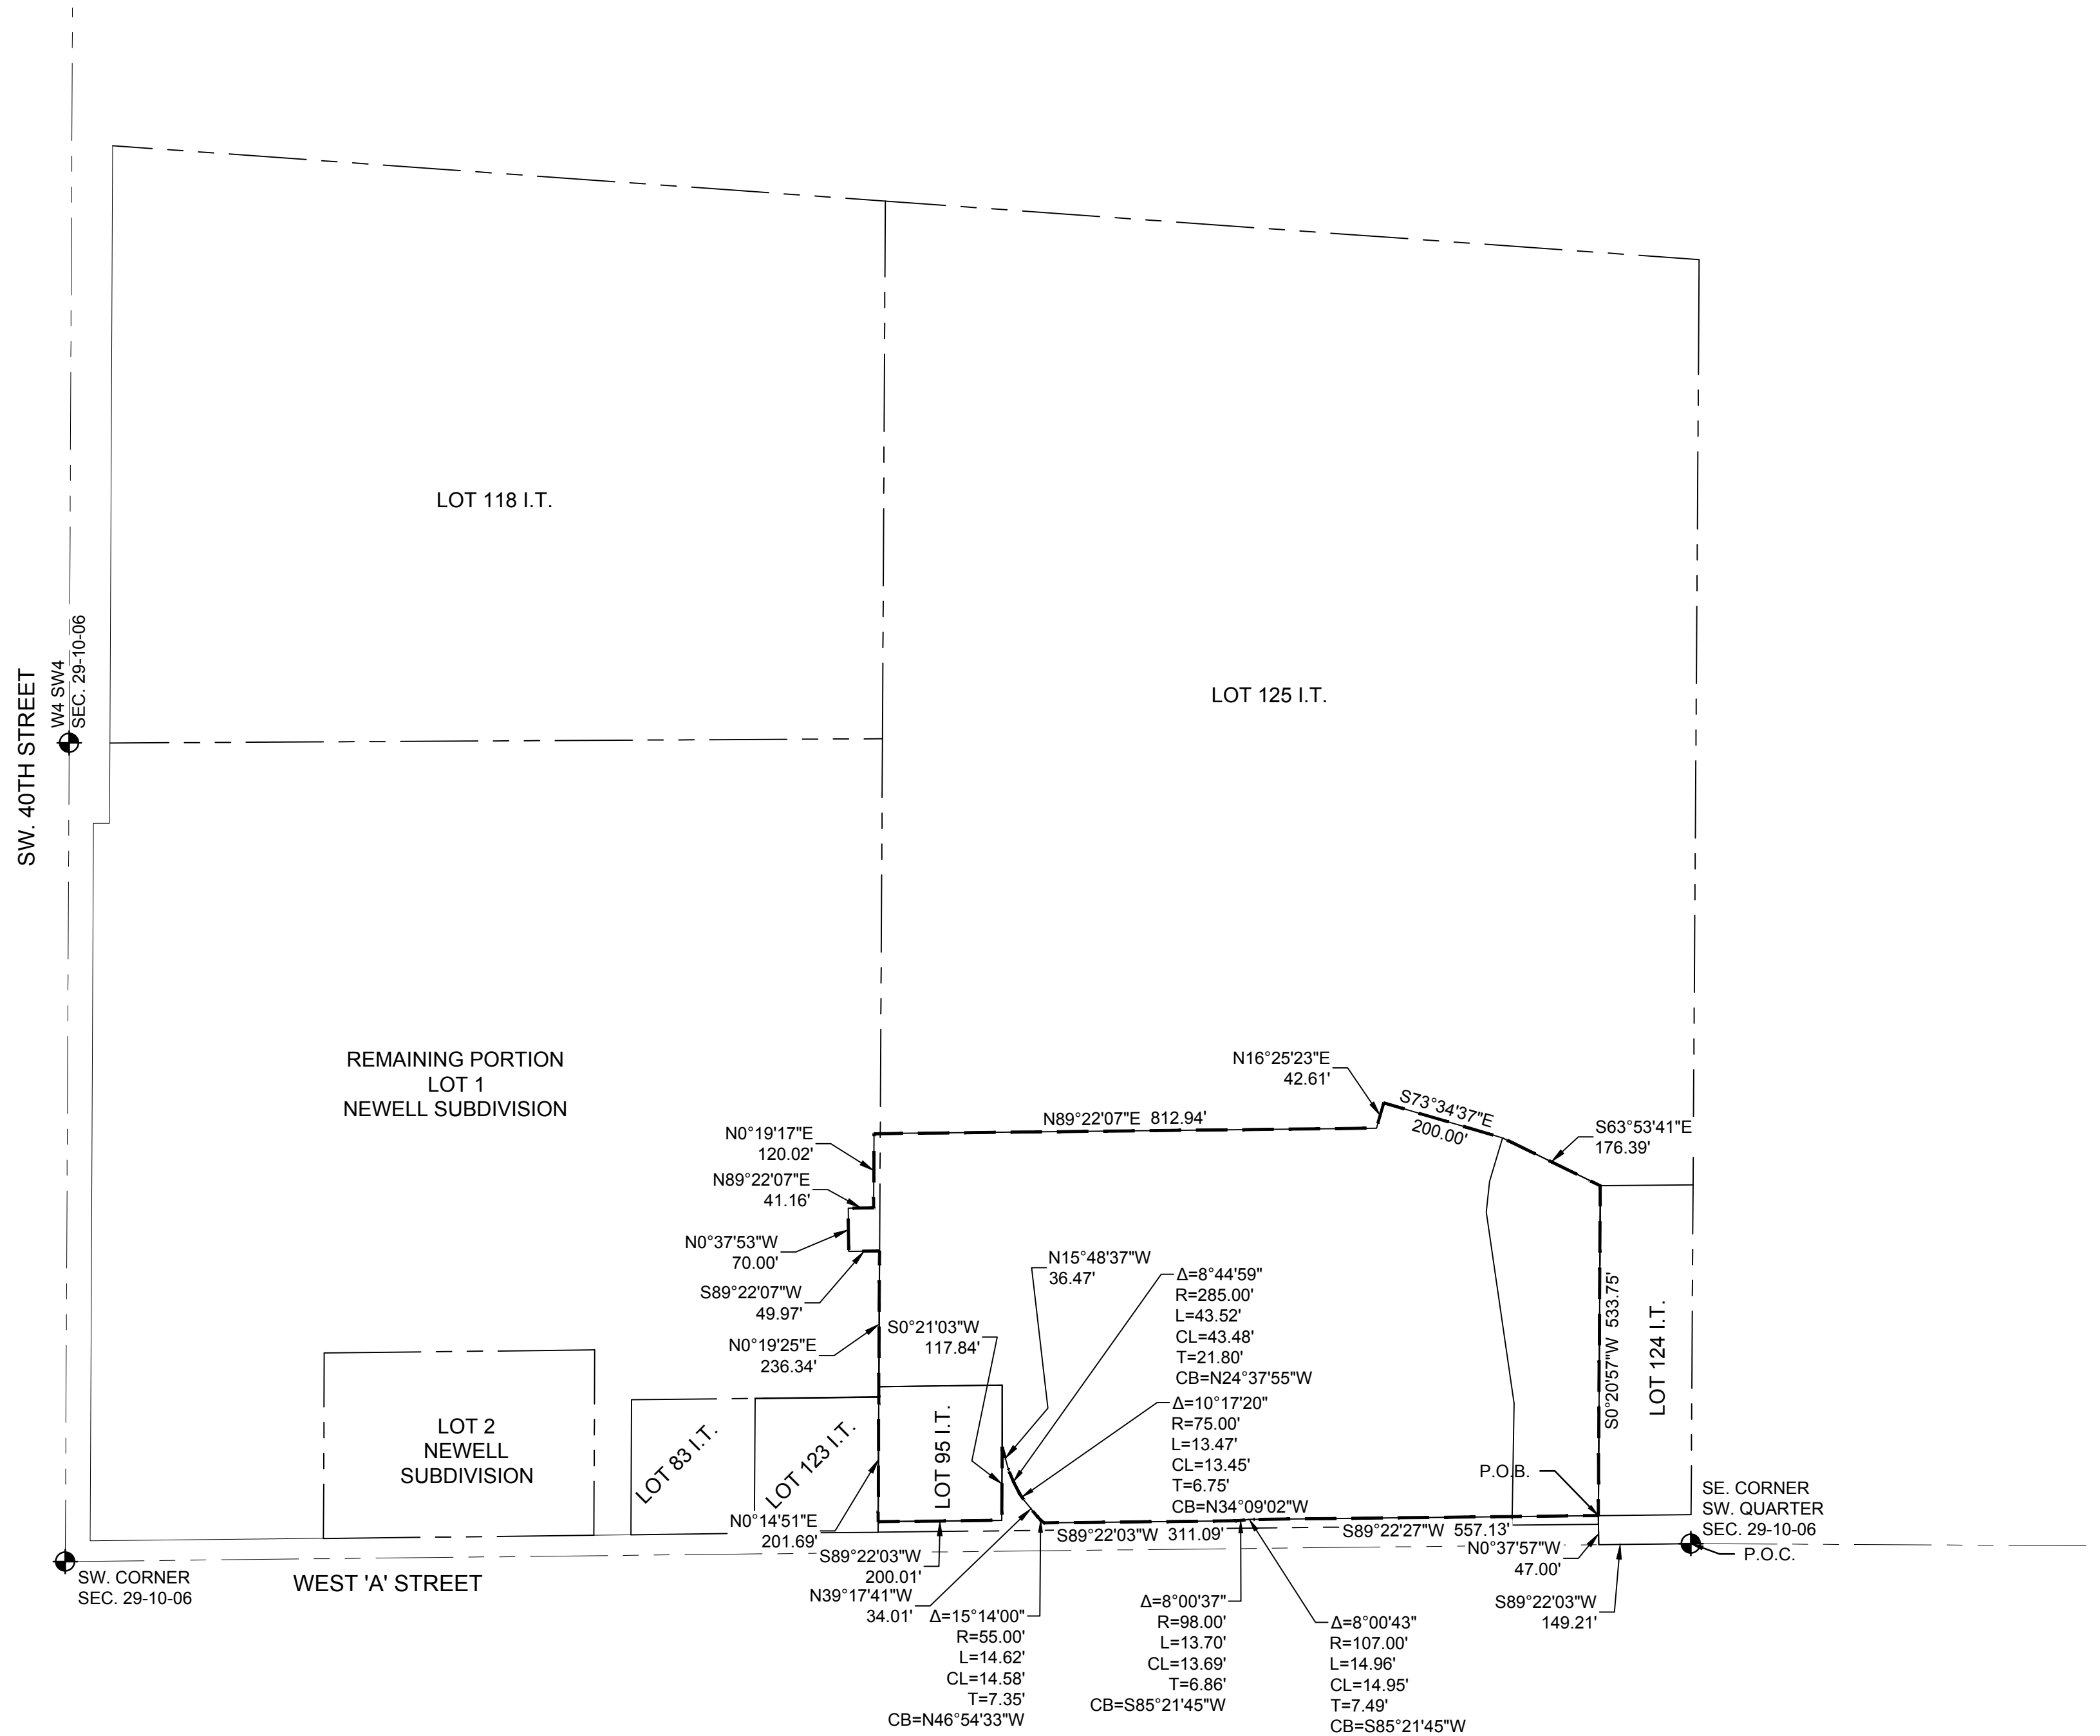 LOT 118 I.T.
SW. 40TH STREET
W4 SW4
SEC. 29-10-06
LOT 125 I.T.
REMAINING PORTION
LOT 1
NEWELL SUBDIVISION
N16°25'23"E
42.61'
S73°34'37"E
200.00'
N89°22'07"E 812.94'
S63°53'41"E
176.39'
N0°19'17"E
120.02'
N89°22'07"E
41.16'
N0°37'53"W
70.00'
S89°22'07"W
49.97'
N0°19'25"E
236.34'
S0°21'03"W
117.84'
N15°48'37"W
36.47'
Δ=8°44'59"
R=285.00'
L=43.52'
CL=43.48'
T=21.80'
CB=N24°37'55"W
Δ=10°17'20"
R=75.00'
L=13.47'
CL=13.45'
T=6.75'
CB=N34°09'02"W
S0°20'57"W 533.75'
LOT 124 I.T.
LOT 2
NEWELL
SUBDIVISION
LOT 83 I.T.
LOT 123 I.T.
LOT 95 I.T.
P.O.B.
SE. CORNER
SW. QUARTER
SEC. 29-10-06
P.O.C.
N0°14'51"E
201.69'
S89°22'03"W 311.09'
S89°22'27"W 557.13'
N0°37'57"W
47.00'
S89°22'03"W
200.01'
N39°17'41"W
34.01'
SW. CORNER
SEC. 29-10-06
WEST 'A' STREET
S89°22'03"W
149.21'
Δ=15°14'00"
R=55.00'
L=14.62'
CL=14.58'
T=7.35'
CB=N46°54'33"W
Δ=8°00'37"
R=98.00'
L=13.70'
CL=13.69'
T=6.86'
CB=S85°21'45"W
Δ=8°00'43"
R=107.00'
L=14.96'
CL=14.95'
T=7.49'
CB=S85°21'45"W